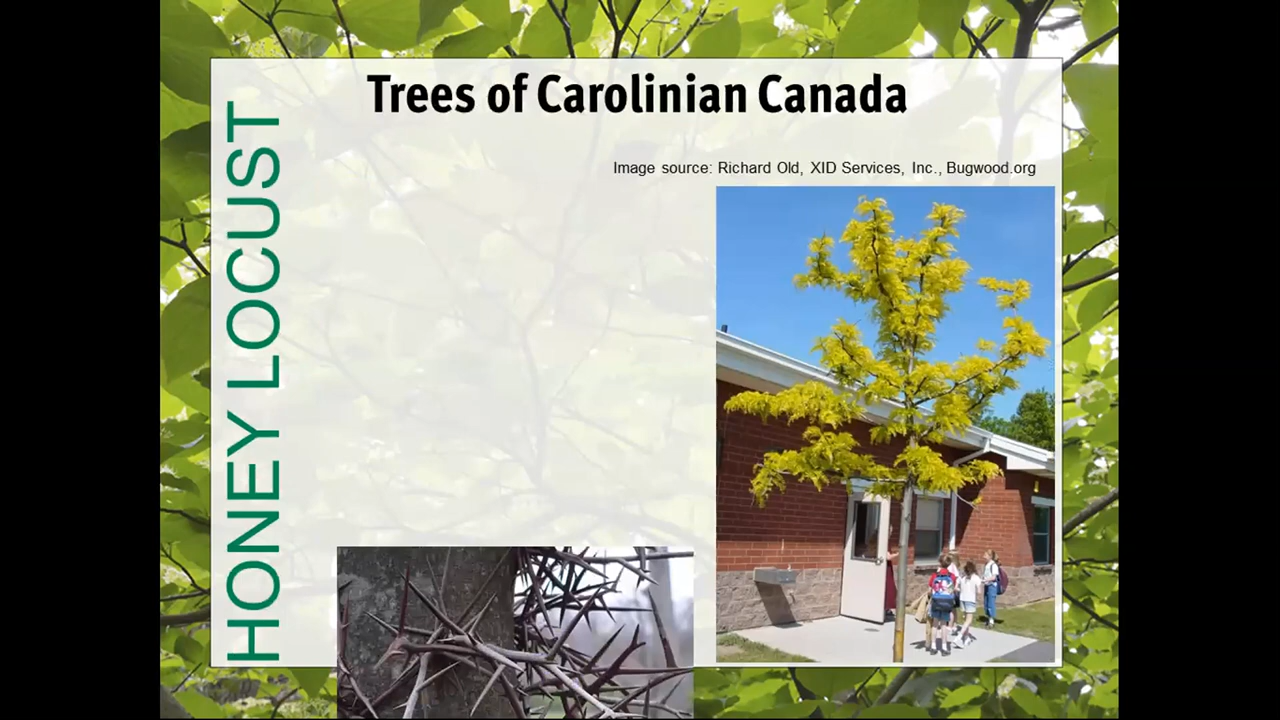 Trees of Carolinian Canada
Image source: Richard Old, XID Services, Inc., Bugwood.org
HONEY LOCUST